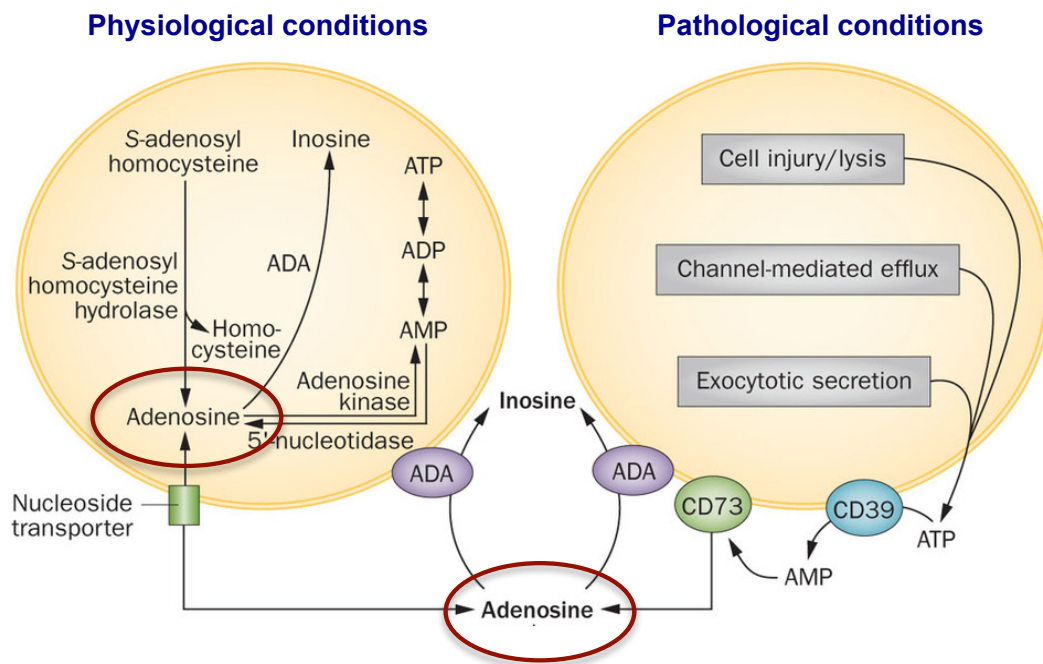 Physiological conditions
Pathological conditions
S-adenosyl
homocysteine
Inosine
ATP
ADP
AMP
ADA
S-adenosyl
homocysteine
hydrolase
Homo-
cysteine
Adenosine
kinase
Adenosine
5'-nucleotidase
Nucleoside
transporter
ADA
Inosine
ADA
Adenosine
Cell injury/lysis
Channel-mediated efflux
Exocytotic secretion
CD73
CD39
ATP
AMP